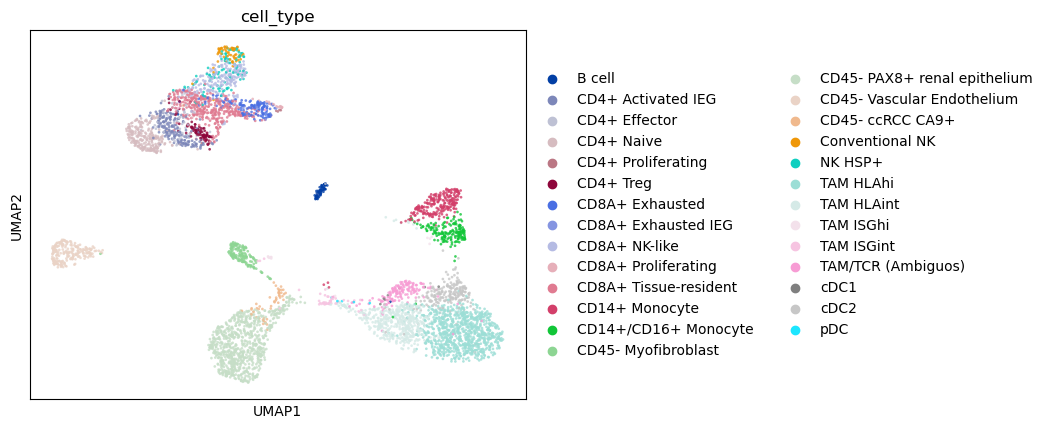 cell_type
UMAP2
UMAP1
B cell
CD4+ Activated IEG
CD4+ Effector
CD4+ Naive
CD4+ Proliferating
CD4+ Treg
CD8A+ Exhausted
CD8A+ Exhausted IEG
CD8A+ NK-like
CD8A+ Proliferating
CD8A+ Tissue-resident
CD14+ Monocyte
CD14+/CD16+ Monocyte
CD45- Myofibroblast
CD45- PAX8+ renal epithelium
CD45- Vascular Endothelium
CD45- ccRCC CA9+
Conventional NK
NK HSP+
TAM HLAhi
TAM HLAint
TAM ISGhi
TAM ISGint
TAM/TCR (Ambiguos)
cDC1
cDC2
pDC